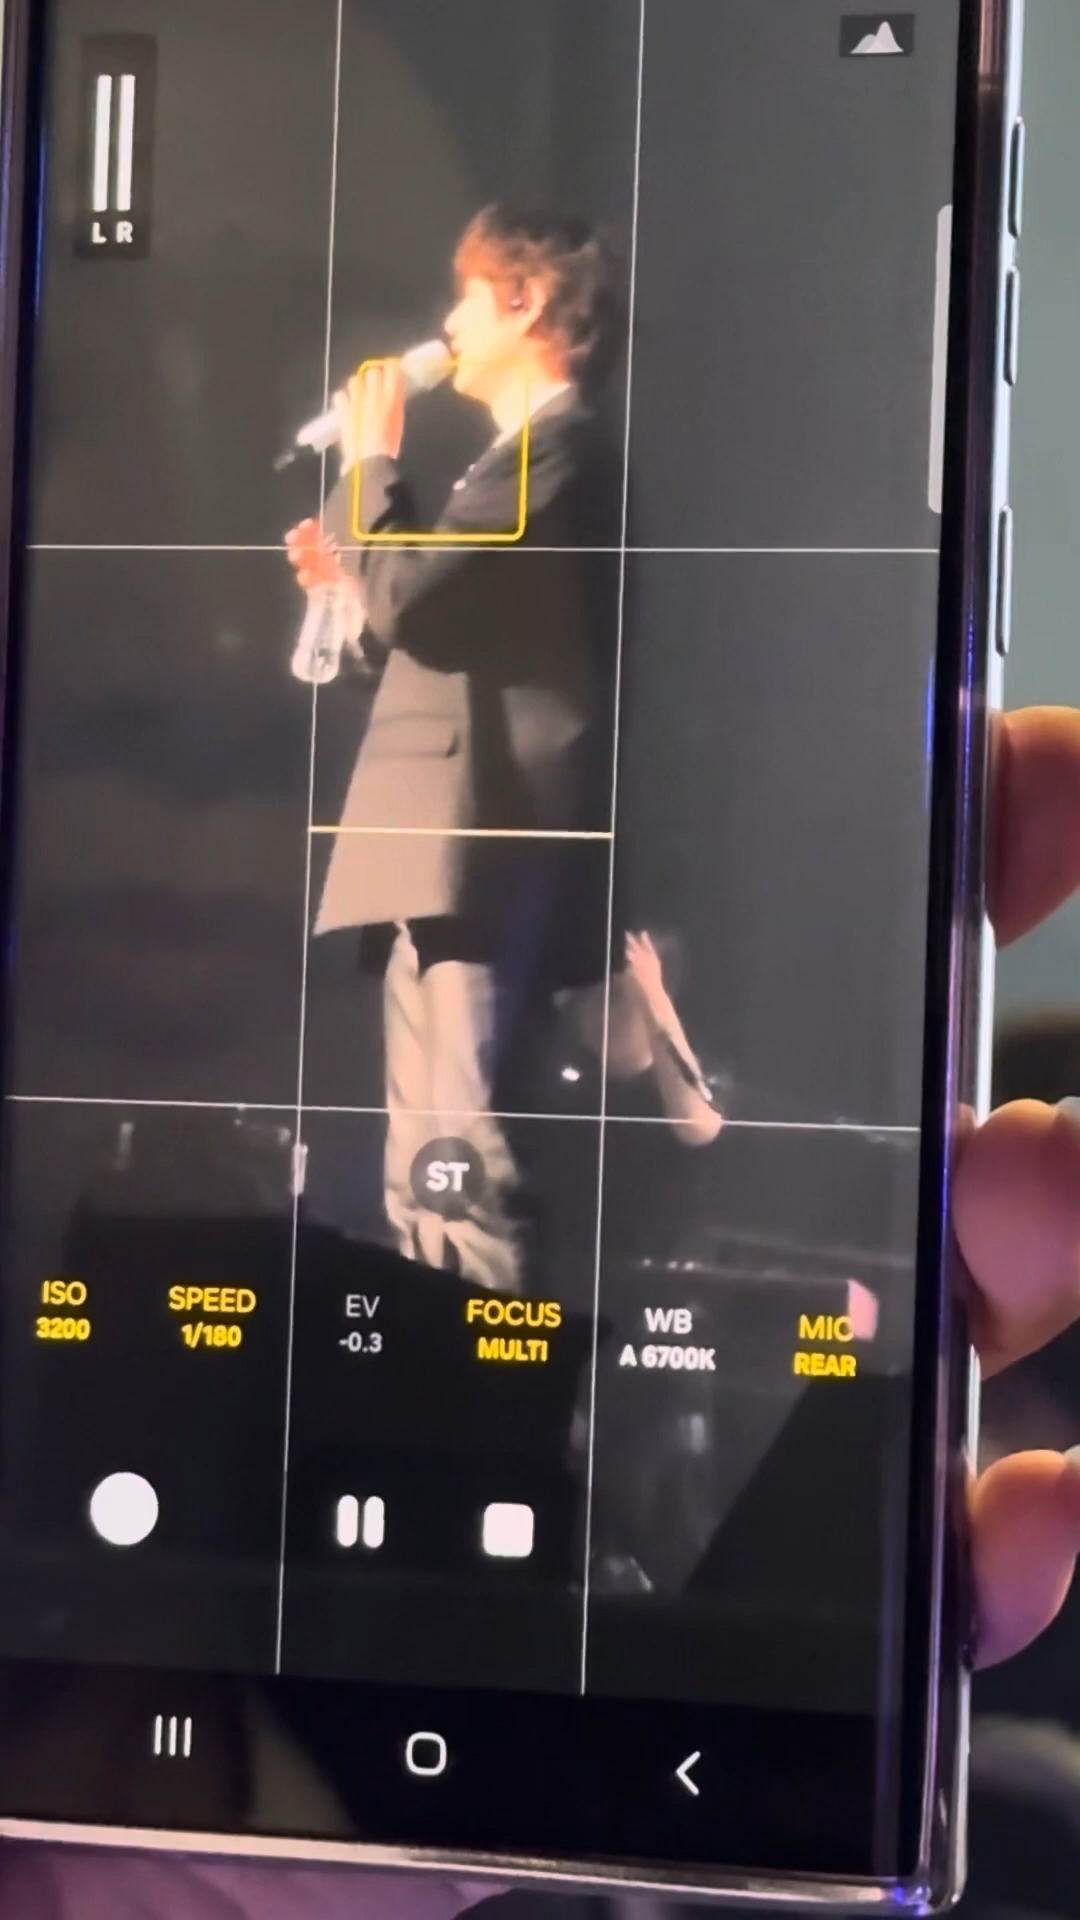 L R
ST
ISO
3200
SPEED
1/180
EV
-0.3
FOCUS
MULTI
WB
A 6700K
MIC
REAR